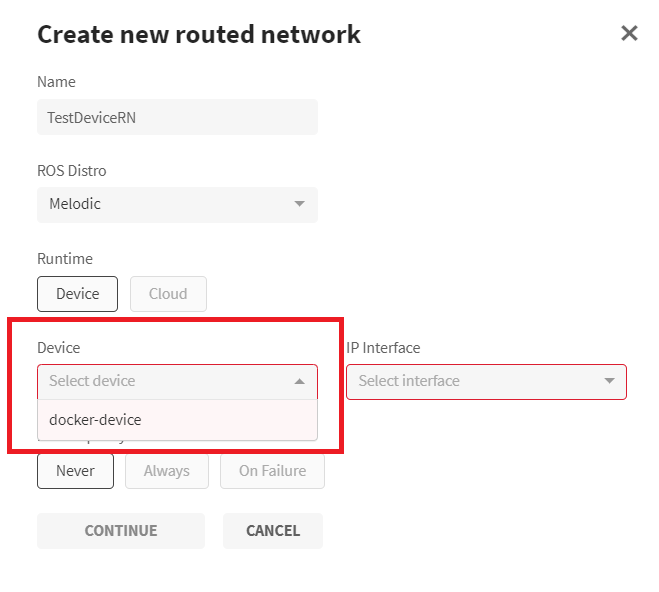 Create new routed network
Name
TestDeviceRN
ROS Distro
Melodic
Runtime
Device Cloud
Device IP Interface
Select device Select interface
docker-device
Never Always On Failure
CONTINUE CANCEL